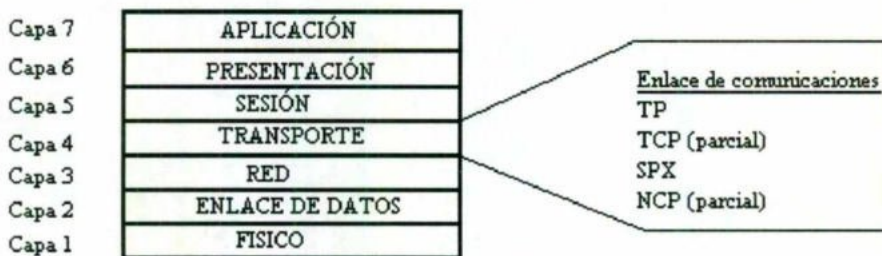 Capa 7 APLICACIÓN
Capa 6 PRESENTACIÓN
Capa 5 SESIÓN
Capa 4 TRANSPORTE
Capa 3 RED
Capa 2 ENLACE DE DATOS
Capa 1 FISICO
Enlace de comunicaciones
TP
TCP (parcial)
SPX
NCP (parcial)